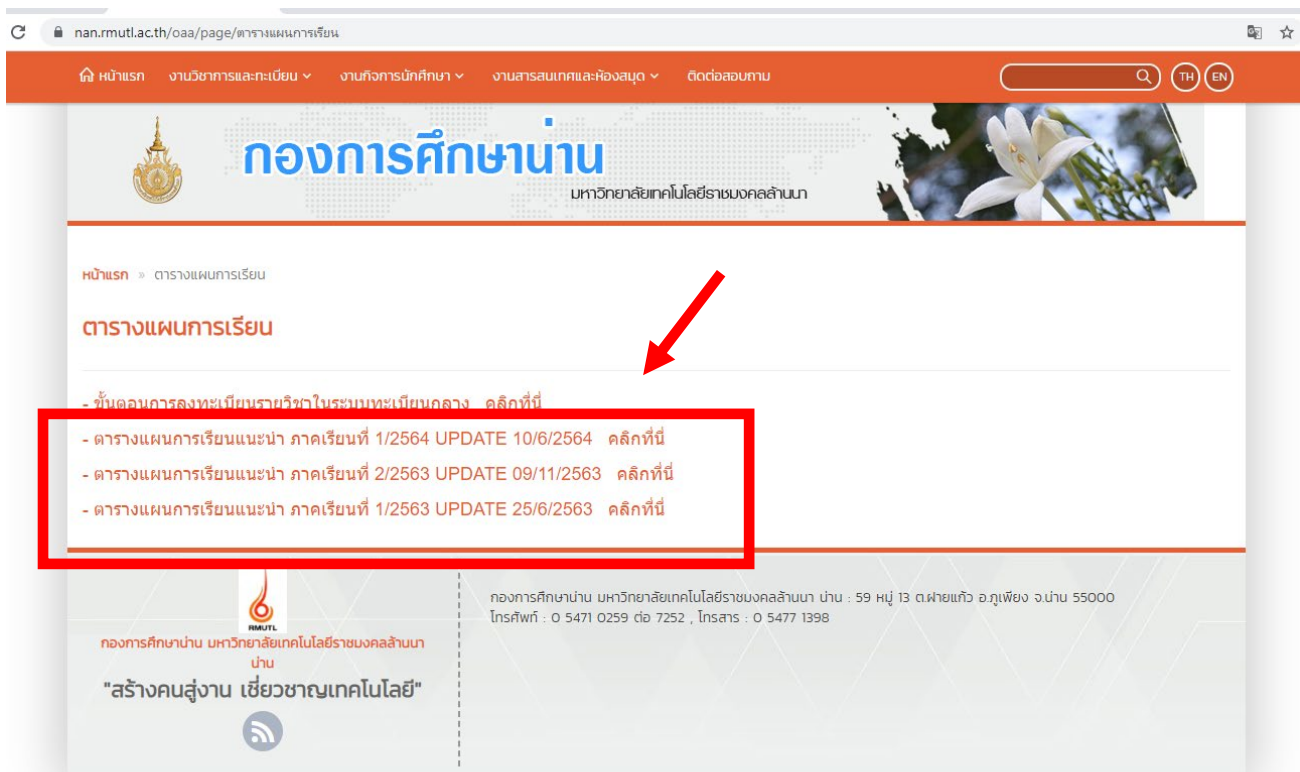 nan.rmutl.ac.th/oaa/page/ตารางแผนการเรียน
หน้าแรก งานวิชาการและทะเบียน งานกิจการนักศึกษา งานสารสนเทศและห้องสมุด ติดต่อสอบถาม TH EN
กองการศึกษาน่าน
มหาวิทยาลัยเทคโนโลยีราชมงคลล้านนา
หน้าแรก » ตารางแผนการเรียน
ตารางแผนการเรียน
- ขั้นตอนการลงทะเบียนรายวิชาในระบบทะเบียนกลาง คลิกที่นี่
- ตารางแผนการเรียนแนะนำ ภาคเรียนที่ 1/2564 UPDATE 10/6/2564 คลิกที่นี่
- ตารางแผนการเรียนแนะนำ ภาคเรียนที่ 2/2563 UPDATE 09/11/2563 คลิกที่นี่
- ตารางแผนการเรียนแนะนำ ภาคเรียนที่ 1/2563 UPDATE 25/6/2563 คลิกที่นี่
RMUTL
กองการศึกษาน่าน มหาวิทยาลัยเทคโนโลยีราชมงคลล้านนา
น่าน
"สร้างคนสู่งาน เชี่ยวชาญเทคโนโลยี"
กองการศึกษาน่าน มหาวิทยาลัยเทคโนโลยีราชมงคลล้านนา น่าน : 59 หมู่ 13 ต.ฝายแก้ว อ.ภูเพียง จ.น่าน 55000
โทรศัพท์ : 0 5471 0259 ต่อ 7252 , โทรสาร : 0 5477 1398